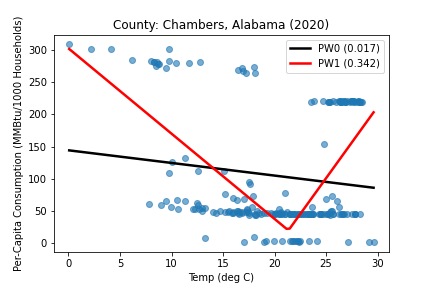 County: Chambers, Alabama (2020)
PW0 (0.017)
PW1 (0.342)
Per-Capita Consumption (MMBtu/1000 Households)
300
250
200
150
100
50
0
0 5 10 15 20 25 30
Temp (deg C)